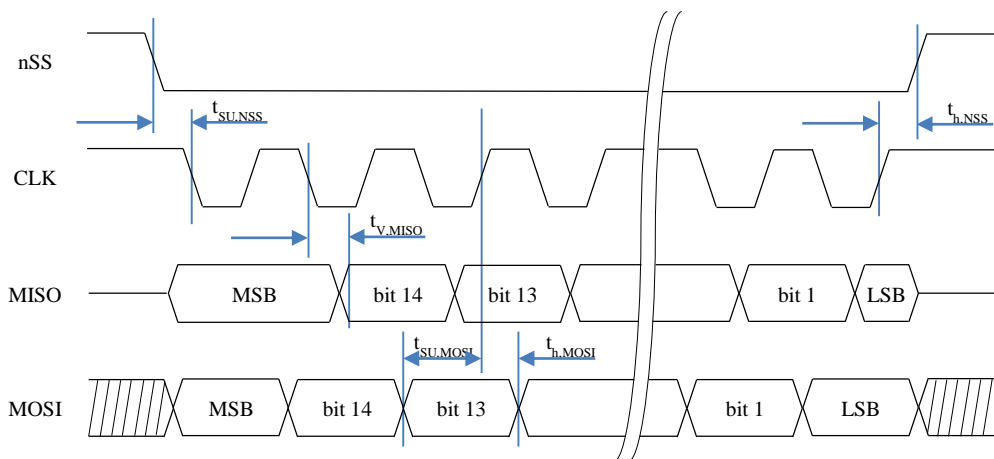 nSS
t_SU.NSS
t_h.NSS
CLK
t_V.MISO
MISO MSB bit 14 bit 13 bit 1 LSB
t_SU.MOSI t_h.MOSI
MOSI MSB bit 14 bit 13 bit 1 LSB